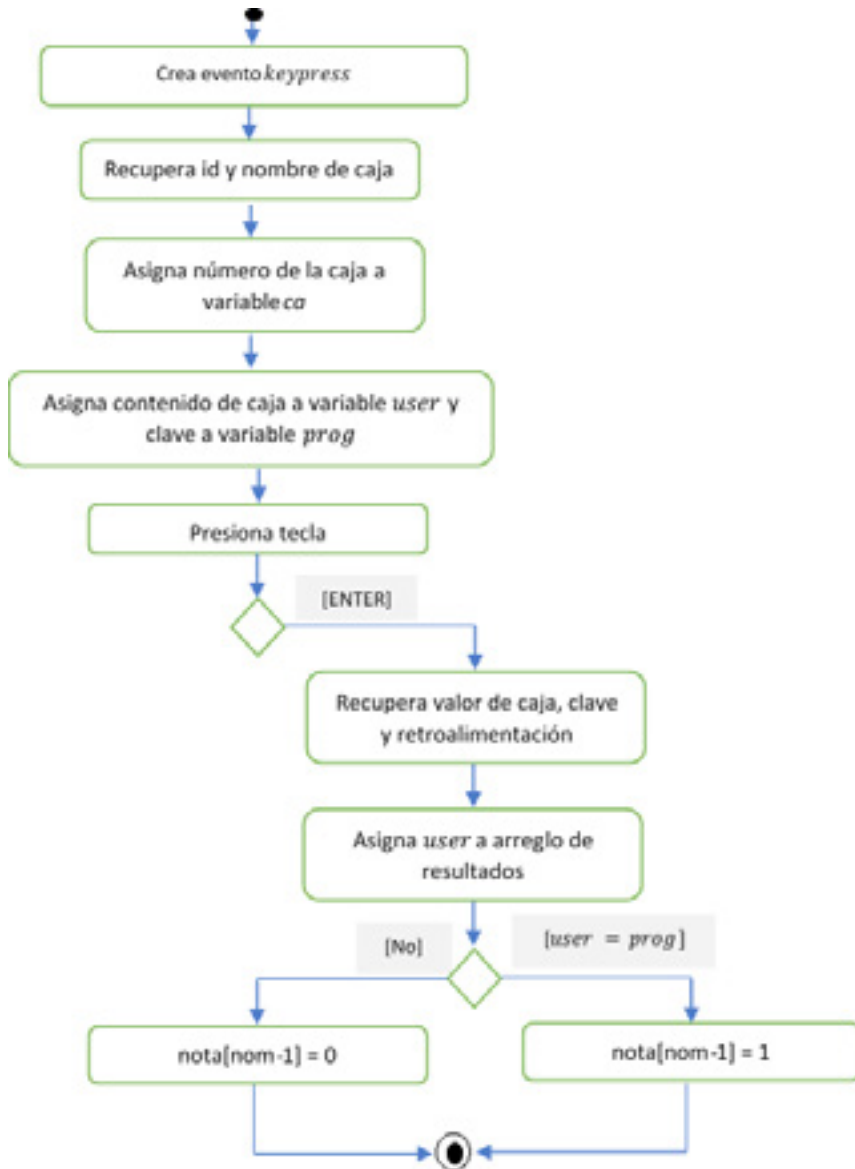 Crea evento keypress
Recupera id y nombre de caja
Asigna número de la caja a
variable ca
Asigna contenido de caja a variable user y
clave a variable prog
Presiona tecla
[ENTER]
Recupera valor de caja, clave
y retroalimentación
Asigna user a arreglo de
resultados
[No]
[user = prog]
nota[nom-1] = 0
nota[nom-1] = 1